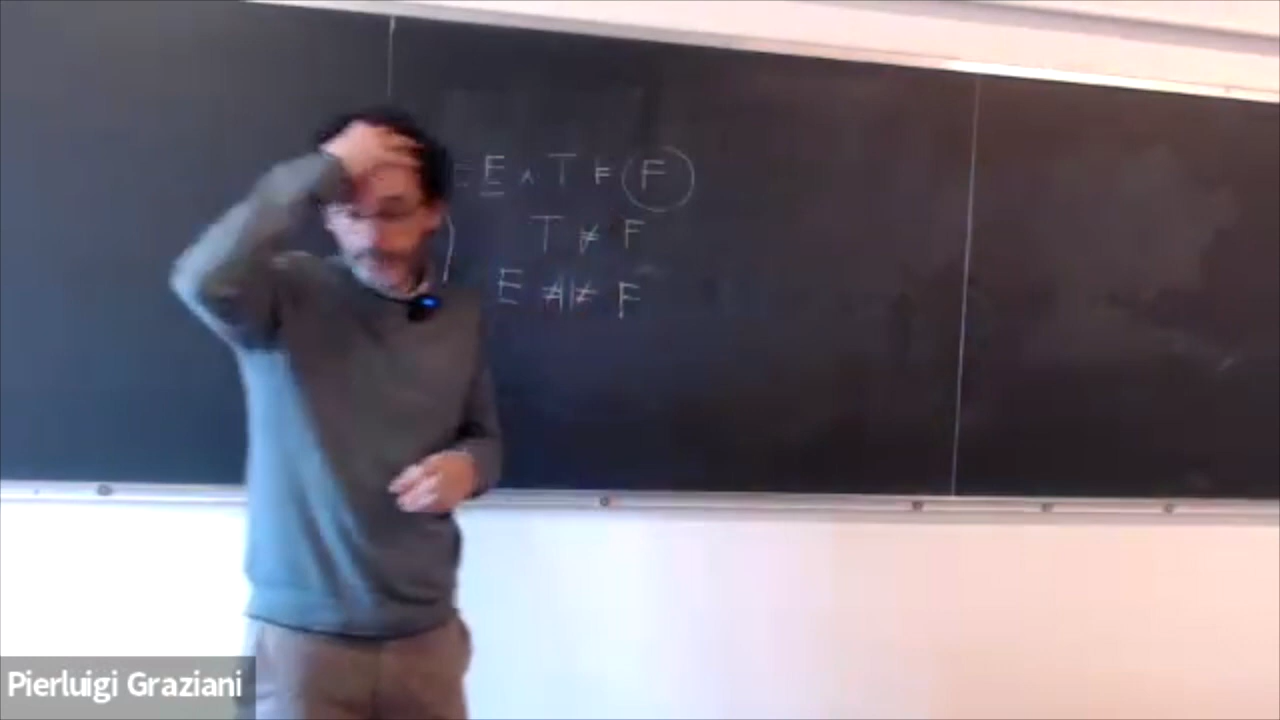 = E ∧ T ⊨ F
) T ⊭ F
E ⊭ F
Pierluigi Graziani